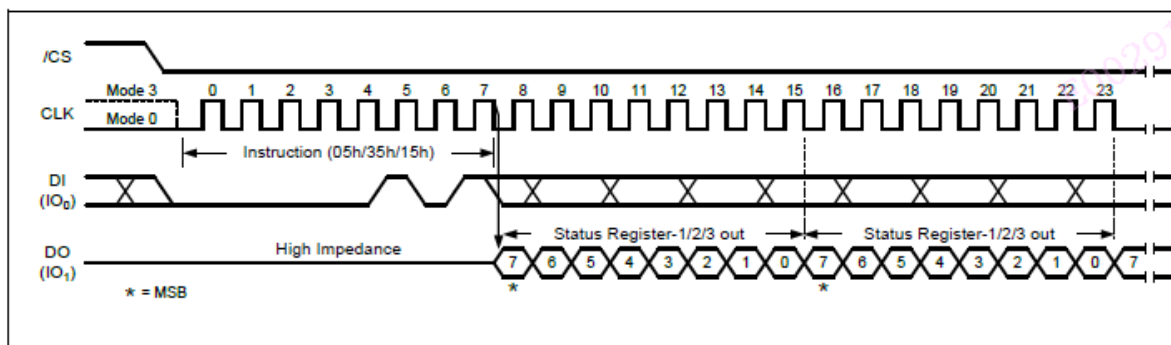 /CS
Mode 3 0 1 2 3 4 5 6 7 8 9 10 11 12 13 14 15 16 17 18 19 20 21 22 23
CLK
Mode 0
Instruction (05h/35h/15h)
DI
(IO0)
Status Register-1/2/3 out Status Register-1/2/3 out
High Impedance
DO
(IO1)
7 6 5 4 3 2 1 0 7 6 5 4 3 2 1 0 7
* = MSB * *